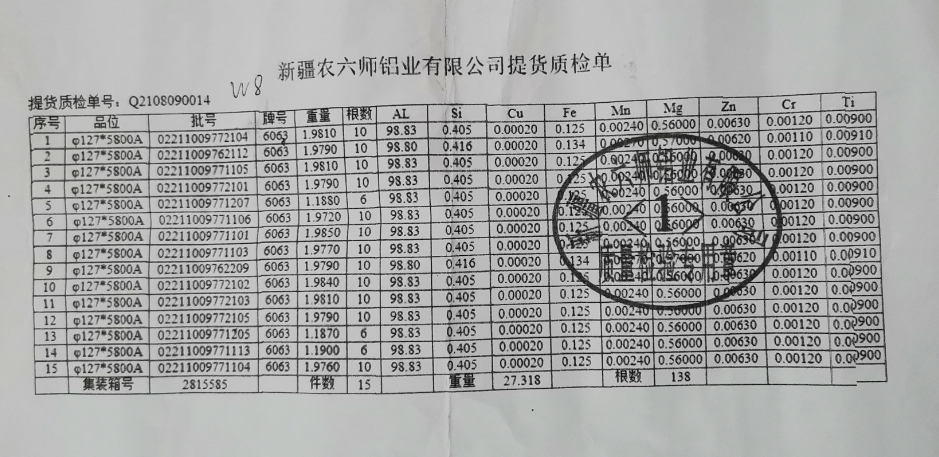 新疆农六师铝业有限公司提货质检单
W8
提货质检单号: Q2108090014
序号 品位 批号 牌号 重量 根数 AL Si Cu Fe Mn Mg Zn Cr Ti
1 φ127*5800A 02211009772104 6063 1.9810 10 98.83 0.405 0.00020 0.125 0.00240 0.56000 0.00630 0.00120 0.00900
2 φ127*5800A 02211009762112 6063 1.9790 10 98.80 0.416 0.00020 0.134 0.00270 0.57000 0.00620 0.00110 0.00910
3 φ127*5800A 02211009771105 6063 1.9810 10 98.83 0.405 0.00020 0.125 0.00240 0.56000 0.00630 0.00120 0.00900
4 φ127*5800A 02211009772101 6063 1.9790 10 98.83 0.405 0.00020 0.125 0.00240 0.56000 0.00120 0.00900
5 φ127*5800A 02211009771207 6063 1.1880 6 98.83 0.405 0.00020 0.125 0.00240 0.56000 0.00630 0.00120 0.00900
6 φ127*5800A 02211009771106 6063 1.9720 10 98.83 0.405 0.00020 0.125 0.56000 0.00630 0.00120 0.00900
7 φ127*5800A 02211009771101 6063 1.9850 10 98.83 0.405 0.00020 0.125 0.00240 0.56000 0.00630 0.00120 0.00900
8 φ127*5800A 02211009771103 6063 1.9770 10 98.83 0.405 0.00020 0.00240 0.56000 0.00630 0.00120 0.00900
9 φ127*5800A 02211009762209 6063 1.9790 10 98.80 0.416 0.00020 0.134 0.00620 0.00110 0.00910
10 φ127*5800A 02211009772102 6063 1.9840 10 98.83 0.405 0.00020 0.125 0.00240 0.56000 0.00630 0.00120 0.00900
11 φ127*5800A 02211009772103 6063 1.9810 10 98.83 0.405 0.00020 0.125 0.00240 0.56000 0.00630 0.00120 0.00900
12 φ127*5800A 02211009772105 6063 1.9790 10 98.83 0.405 0.00020 0.125 0.00240 0.56000 0.00630 0.00120 0.00900
13 φ127*5800A 02211009771205 6063 1.1870 6 98.83 0.405 0.00020 0.125 0.00240 0.56000 0.00630 0.00120 0.00900
14 φ127*5800A 02211009771113 6063 1.1900 6 98.83 0.405 0.00020 0.125 0.00240 0.56000 0.00630 0.00120 0.00900
15 φ127*5800A 02211009771104 6063 1.9760 10 98.83 0.405 0.00020 0.125 0.00240 0.56000 0.00630 0.00120 0.00900
集装箱号 2815585 件数 15 重量 27.318 根数 138
1